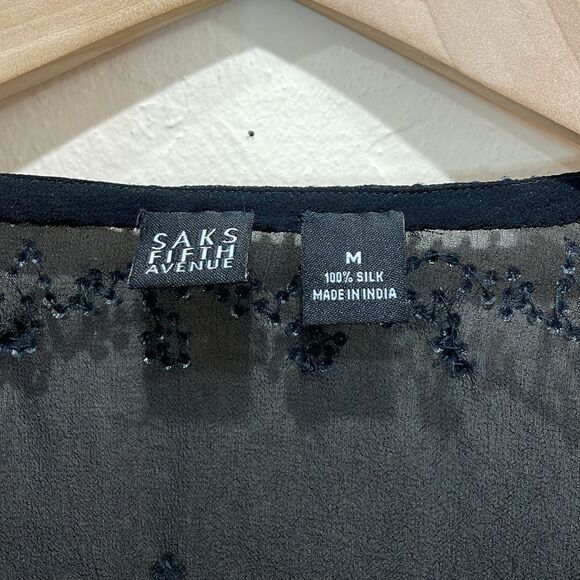 SAKS
FIFTH
AVENUE
M
100% SILK
MADE IN INDIA